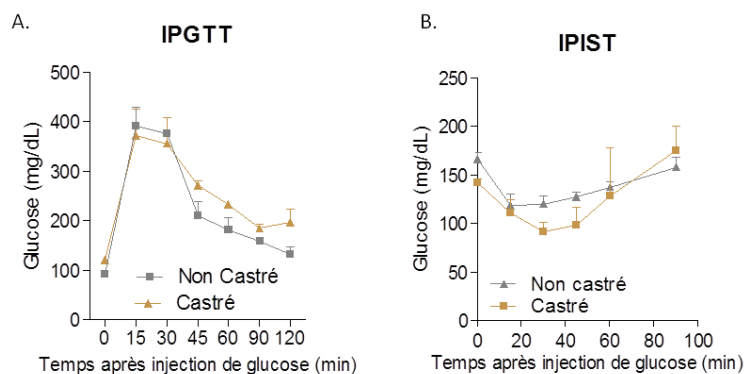 A.
IPGTT
Glucose (mg/dL)
500
400
300
200
100
0
Non Castré
Castré
0 15 30 45 60 90 120
Temps après injection de glucose (min)
B.
IPIST
Glucose (mg/dL)
250
200
150
100
50
0
Non castré
Castré
0 20 40 60 80 100
Temps après injection de glucose (min)